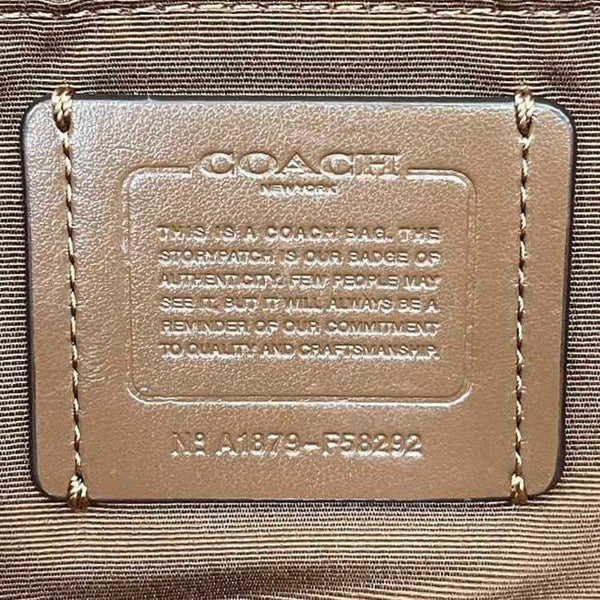 COACH
NEW YORK
THIS IS A COACH BAG. THE
STORYPATCH IS OUR BADGE OF
AUTHENTICITY. FEW PEOPLE MAY
SEE IT, BUT IT WILL ALWAYS BE A
REMINDER OF OUR COMMITMENT
TO QUALITY AND CRAFTSMANSHIP.
Nº A1879-F58292